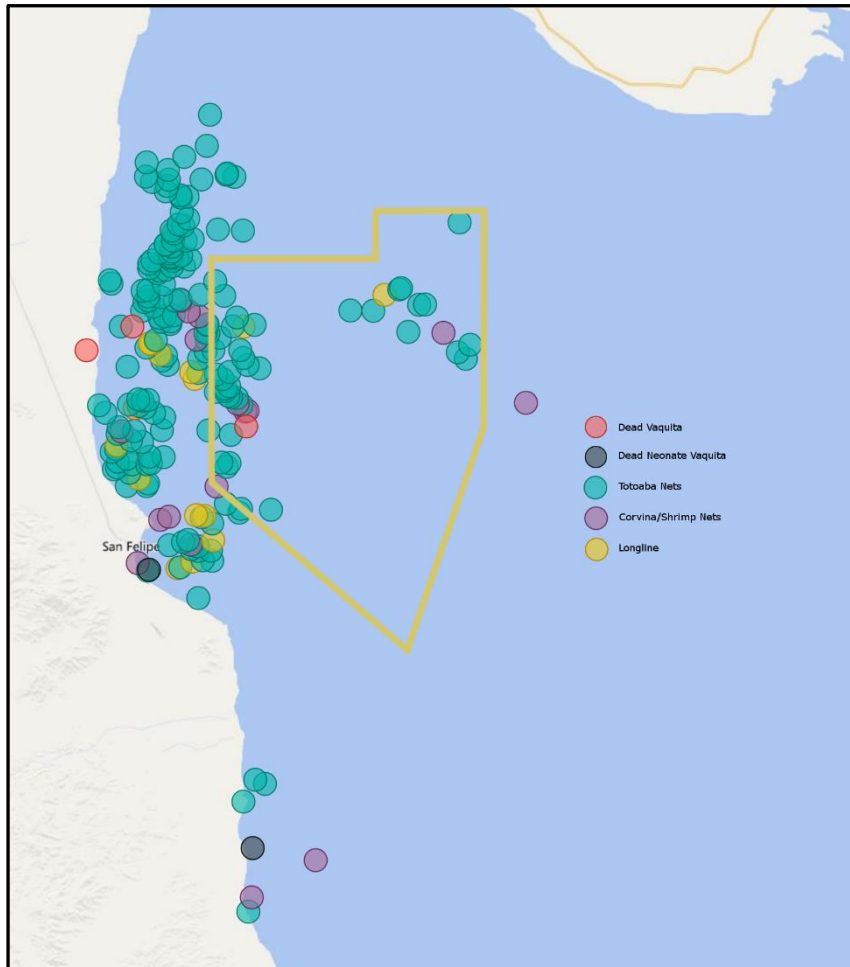 Dead Vaquita
Dead Neonate Vaquita
Totoaba Nets
Corvina/Shrimp Nets
San Felipe
Longline